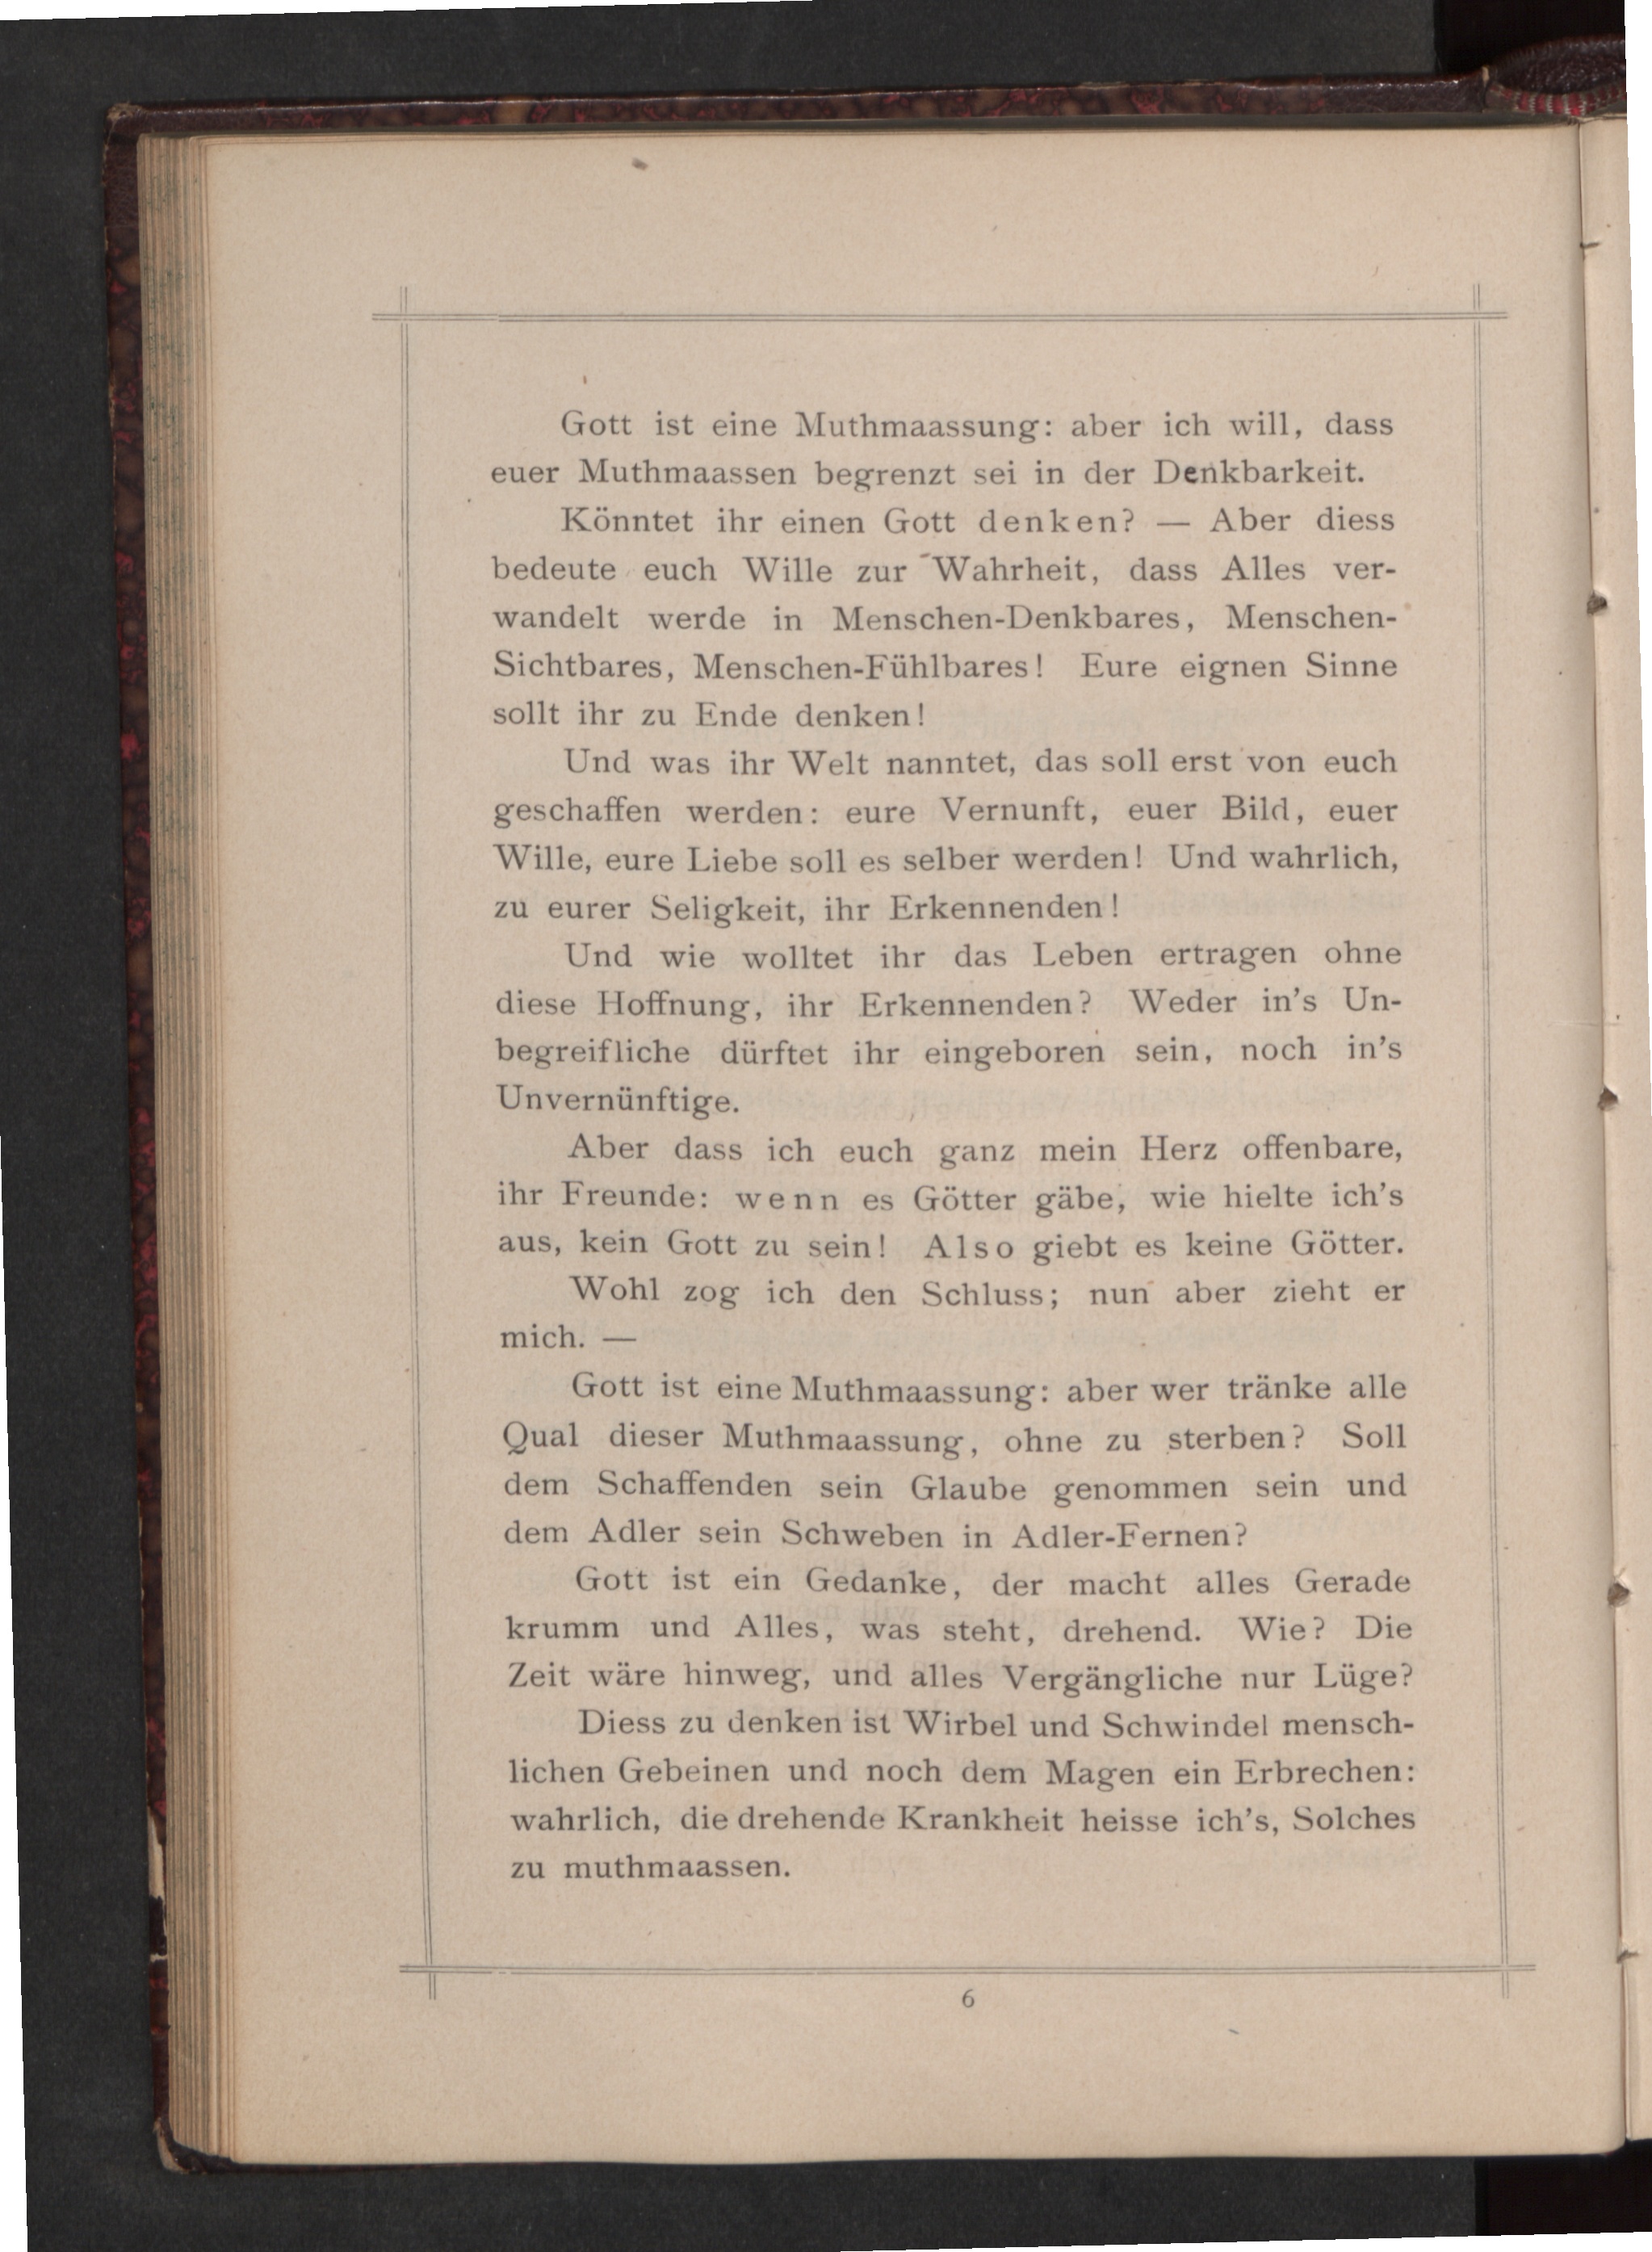 Gott ist eine Muthmaassung: aber ich will, dass
euer Muthmaassen begrenzt sei in der Denkbarkeit.
Könntet ihr einen Gott denken? — Aber diess
bedeute euch Wille zur Wahrheit, dass Alles ver-
wandelt werde in Menschen-Denkbares, Menschen-
Sichtbares, Menschen-Fühlbares! Eure eignen Sinne
sollt ihr zu Ende denken!
Und was ihr Welt nanntet, das soll erst von euch
geschaffen werden: eure Vernunft, euer Bild, euer
Wille, eure Liebe soll es selber werden! Und wahrlich,
zu eurer Seligkeit, ihr Erkennenden!
Und wie wolltet ihr das Leben ertragen ohne
diese Hoffnung, ihr Erkennenden? Weder in's Un-
begreifliche dürftet ihr eingeboren sein, noch in's
Unvernünftige.
Aber dass ich euch ganz mein Herz offenbare,
ihr Freunde: wenn es Götter gäbe, wie hielte ich's
aus, kein Gott zu sein! Also giebt es keine Götter.
Wohl zog ich den Schluss; nun aber zieht er
mich. —
Gott ist eine Muthmaassung: aber wer tränke alle
Qual dieser Muthmaassung, ohne zu sterben? Soll
dem Schaffenden sein Glaube genommen sein und
dem Adler sein Schweben in Adler-Fernen?
Gott ist ein Gedanke, der macht alles Gerade
krumm und Alles, was steht, drehend. Wie? Die
Zeit wäre hinweg, und alles Vergängliche nur Lüge?
Diess zu denken ist Wirbel und Schwindel mensch-
lichen Gebeinen und noch dem Magen ein Erbrechen:
wahrlich, die drehende Krankheit heisse ich's, Solches
zu muthmaassen.
6